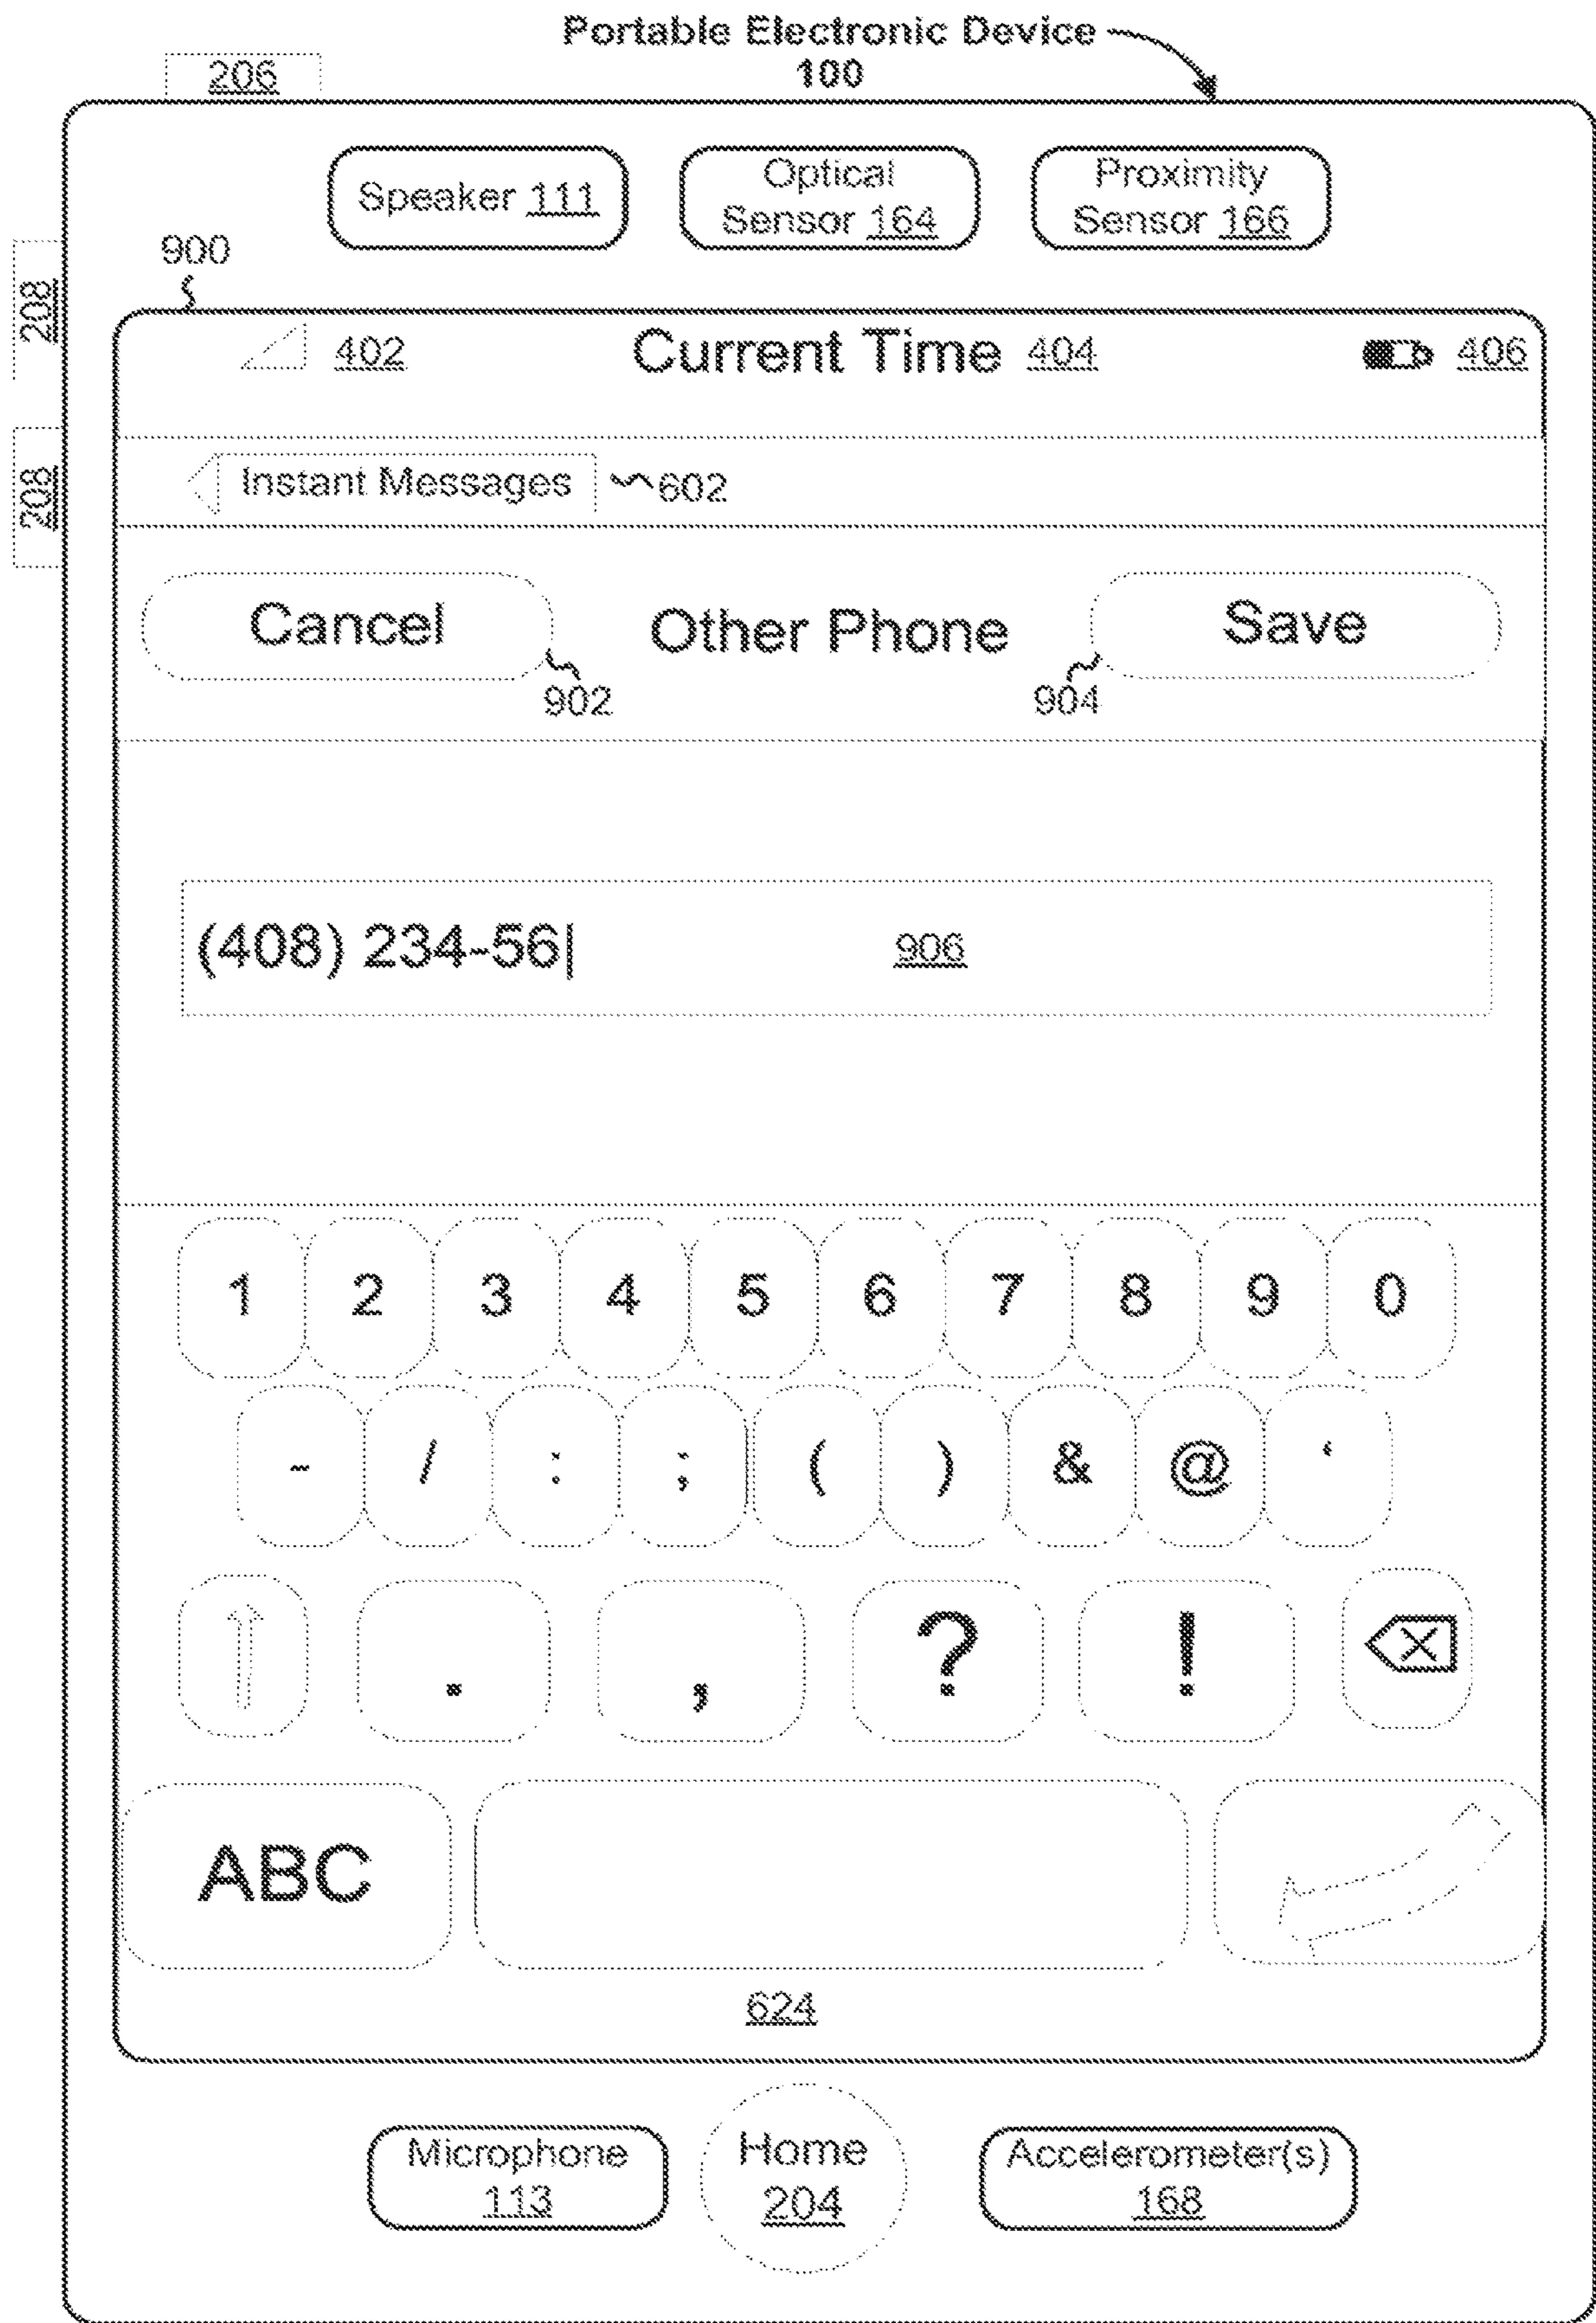 Portable Electronic Device
100
206
Speaker 111
Optical
Sensor 164
Proximity
Sensor 166
900
208
402
Current Time 404
406
208
Instant Messages
602
Cancel
Other Phone
Save
902
904
(408) 234-56|
906
1 2 3 4 5 6 7 8 9 0
- / : ; ( ) & @ ‘
. , ? !
ABC
624
Microphone
113
Home
204
Accelerometer(s)
168